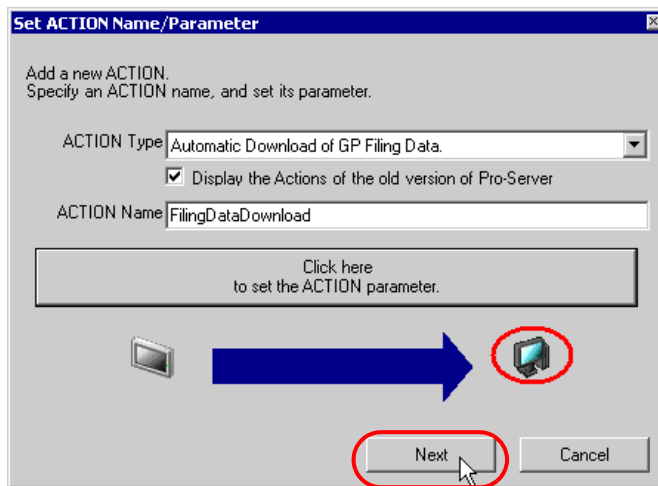 Set ACTION Name/Parameter
Add a new ACTION.
Specify an ACTION name, and set its parameter.
ACTION Type Automatic Download of GP Filing Data.
Display the Actions of the old version of Pro-Server
ACTION Name FilingDataDownload
Click here
to set the ACTION parameter.
Next Cancel